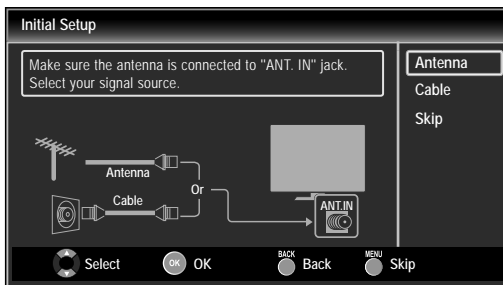 Initial Setup
Make sure the antenna is connected to "ANT. IN" jack.
Select your signal source.
Antenna
Cable
Skip
Antenna
Cable
Or
ANT.IN
Select
OK OK
BACK Back
MENU Skip